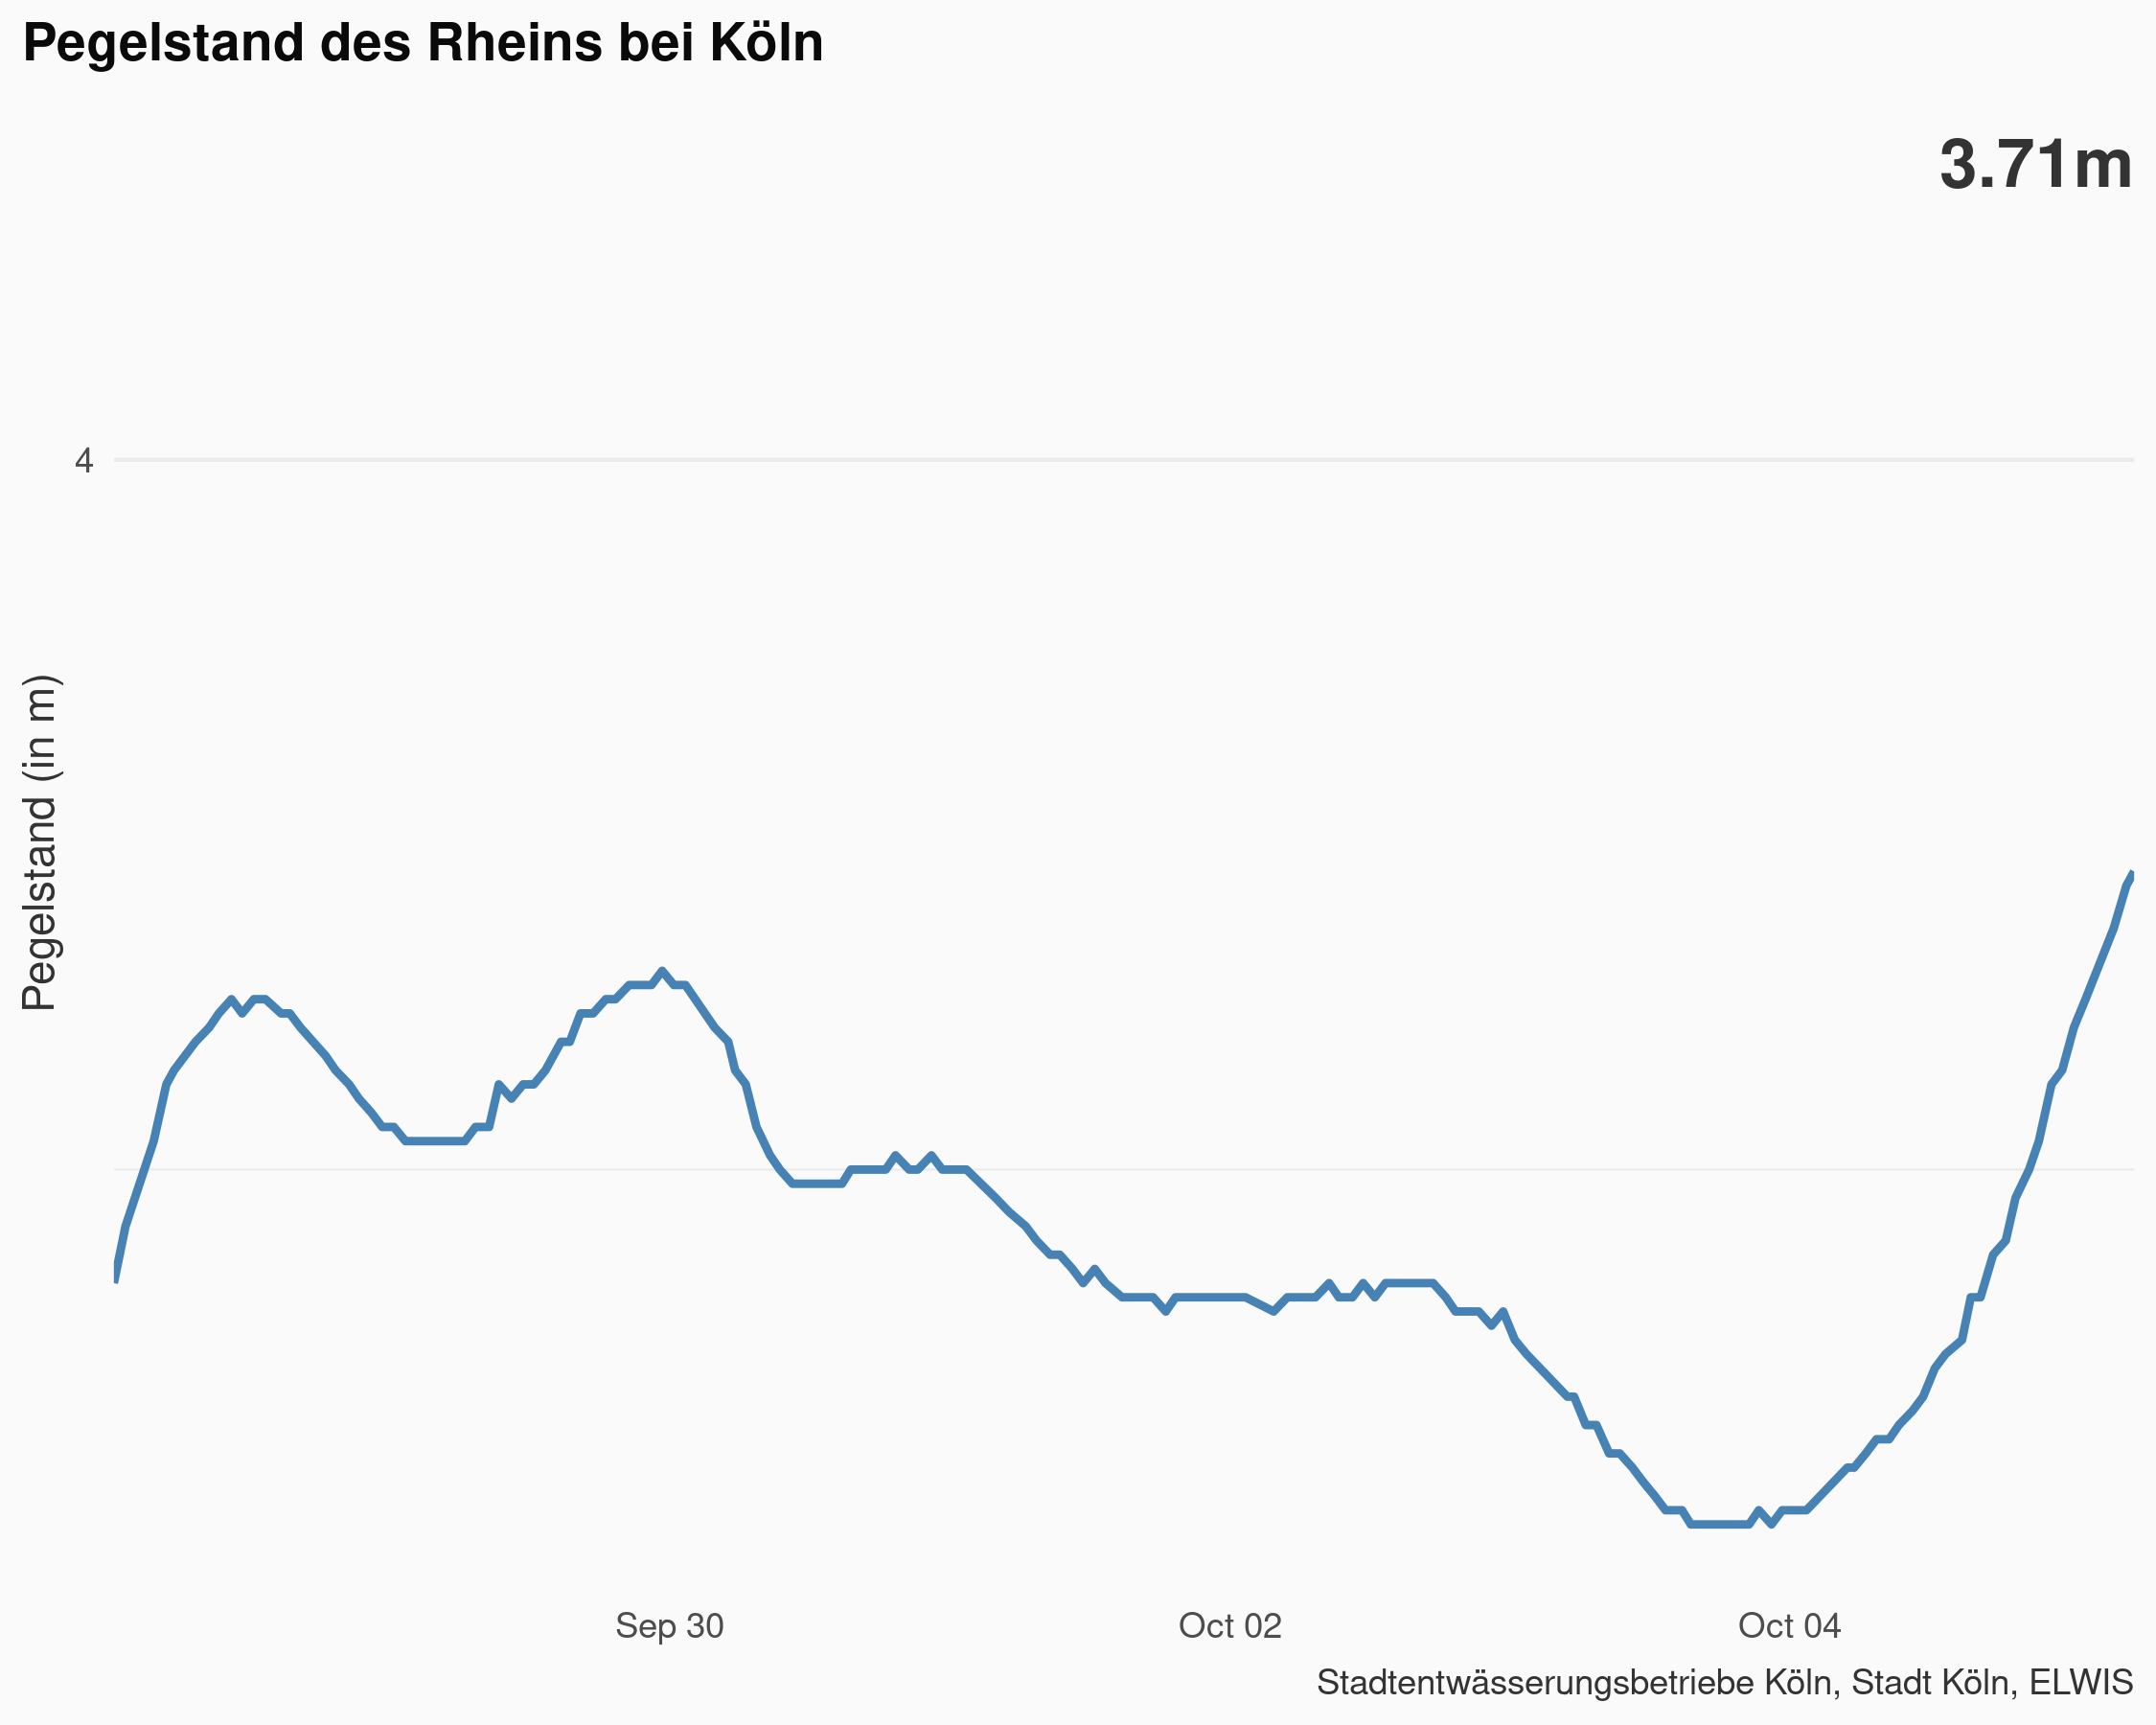 Pegelstand des Rheins bei Köln
3.71m
4
Pegelstand (in m)
Sep 30
Oct 02
Oct 04
Stadtentwässerungsbetriebe Köln, Stadt Köln, ELWIS